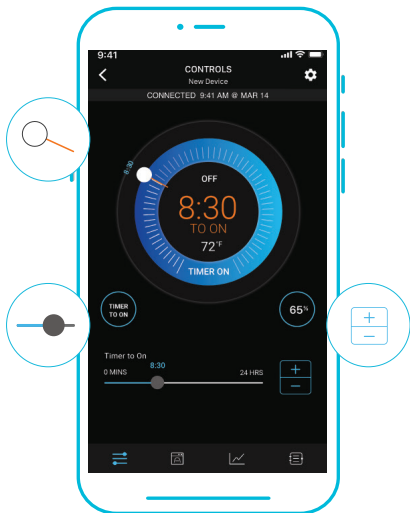 9:41
CONTROLS
New Device
CONNECTED 9:41 AM @ MAR 14
8:30
OFF
8:30
TO ON
72°F
TIMER ON
TIMER
TO ON
65%
Timer to On
8:30
0 MINS 24 HRS
+
−
+
−